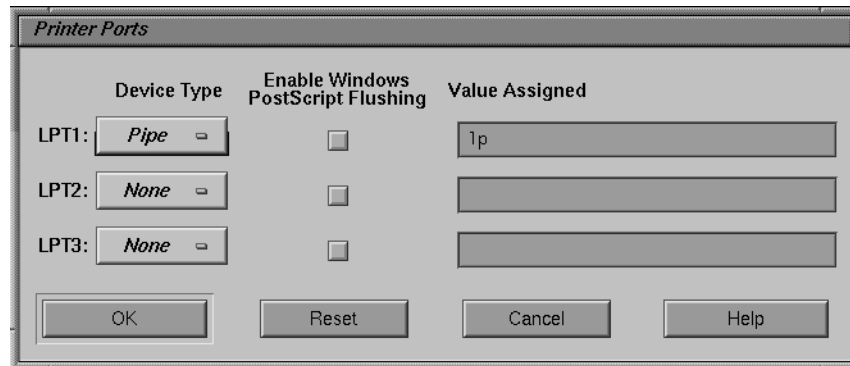 Printer Ports
Device Type Enable Windows PostScript Flushing Value Assigned
LPT1: Pipe lp
LPT2: None
LPT3: None
OK Reset Cancel Help